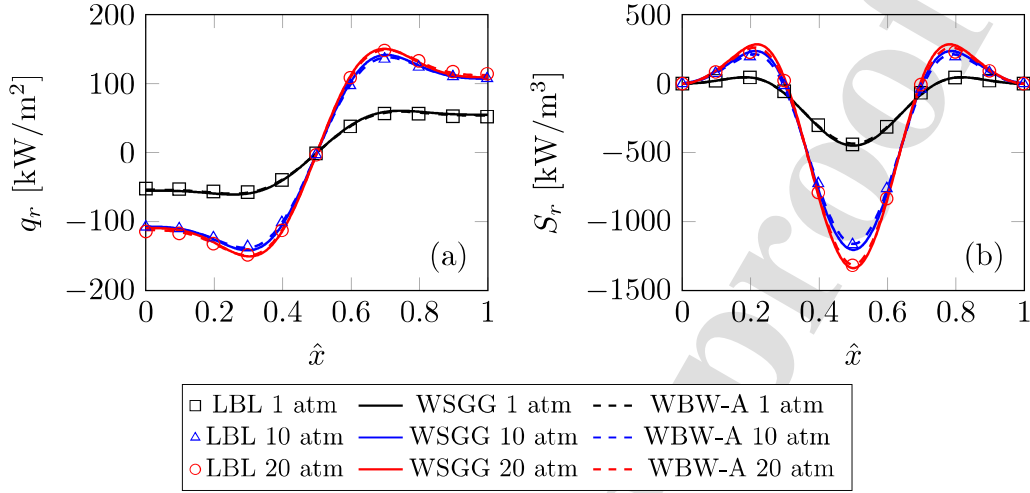 200
100
0
−100
−200
q_r [kW/m²]
(a)
0 0.2 0.4 0.6 0.8 1
x̂
500
0
−500
−1000
−1500
S_r [kW/m³]
(b)
0 0.2 0.4 0.6 0.8 1
x̂
LBL 1 atm WSGG 1 atm WBW-A 1 atm
LBL 10 atm WSGG 10 atm WBW-A 10 atm
LBL 20 atm WSGG 20 atm WBW-A 20 atm
proof